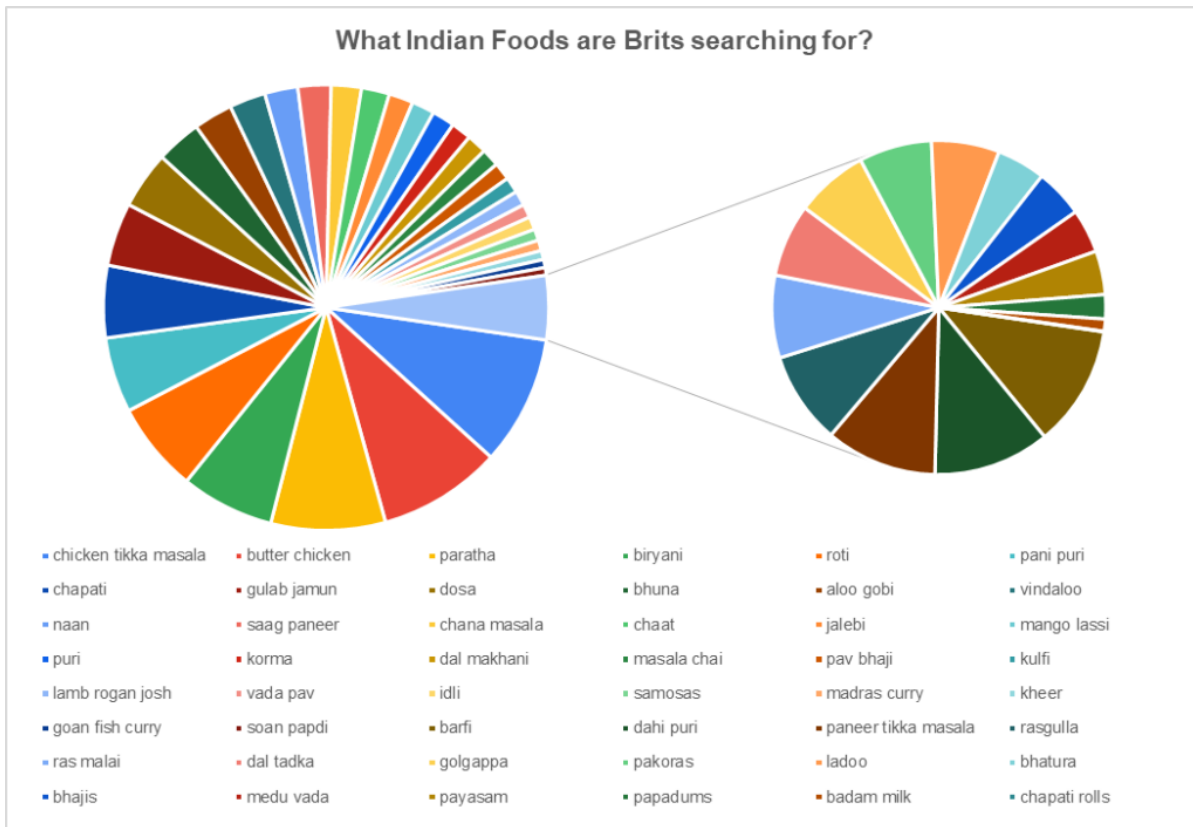 What Indian Foods are Brits searching for?
chicken tikka masala butter chicken paratha biryani roti pani puri
chapati gulab jamun dosa bhuna aloo gobi vindaloo
naan saag paneer chana masala chaat jalebi mango lassi
puri korma dal makhani masala chai pav bhaji kulfi
lamb rogan josh vada pav idli samosas madras curry kheer
goan fish curry soan papdi barfi dahi puri paneer tikka masala rasgulla
ras malai dal tadka golgappa pakoras ladoo bhatura
bhajis medu vada payasam papadums badam milk chapati rolls